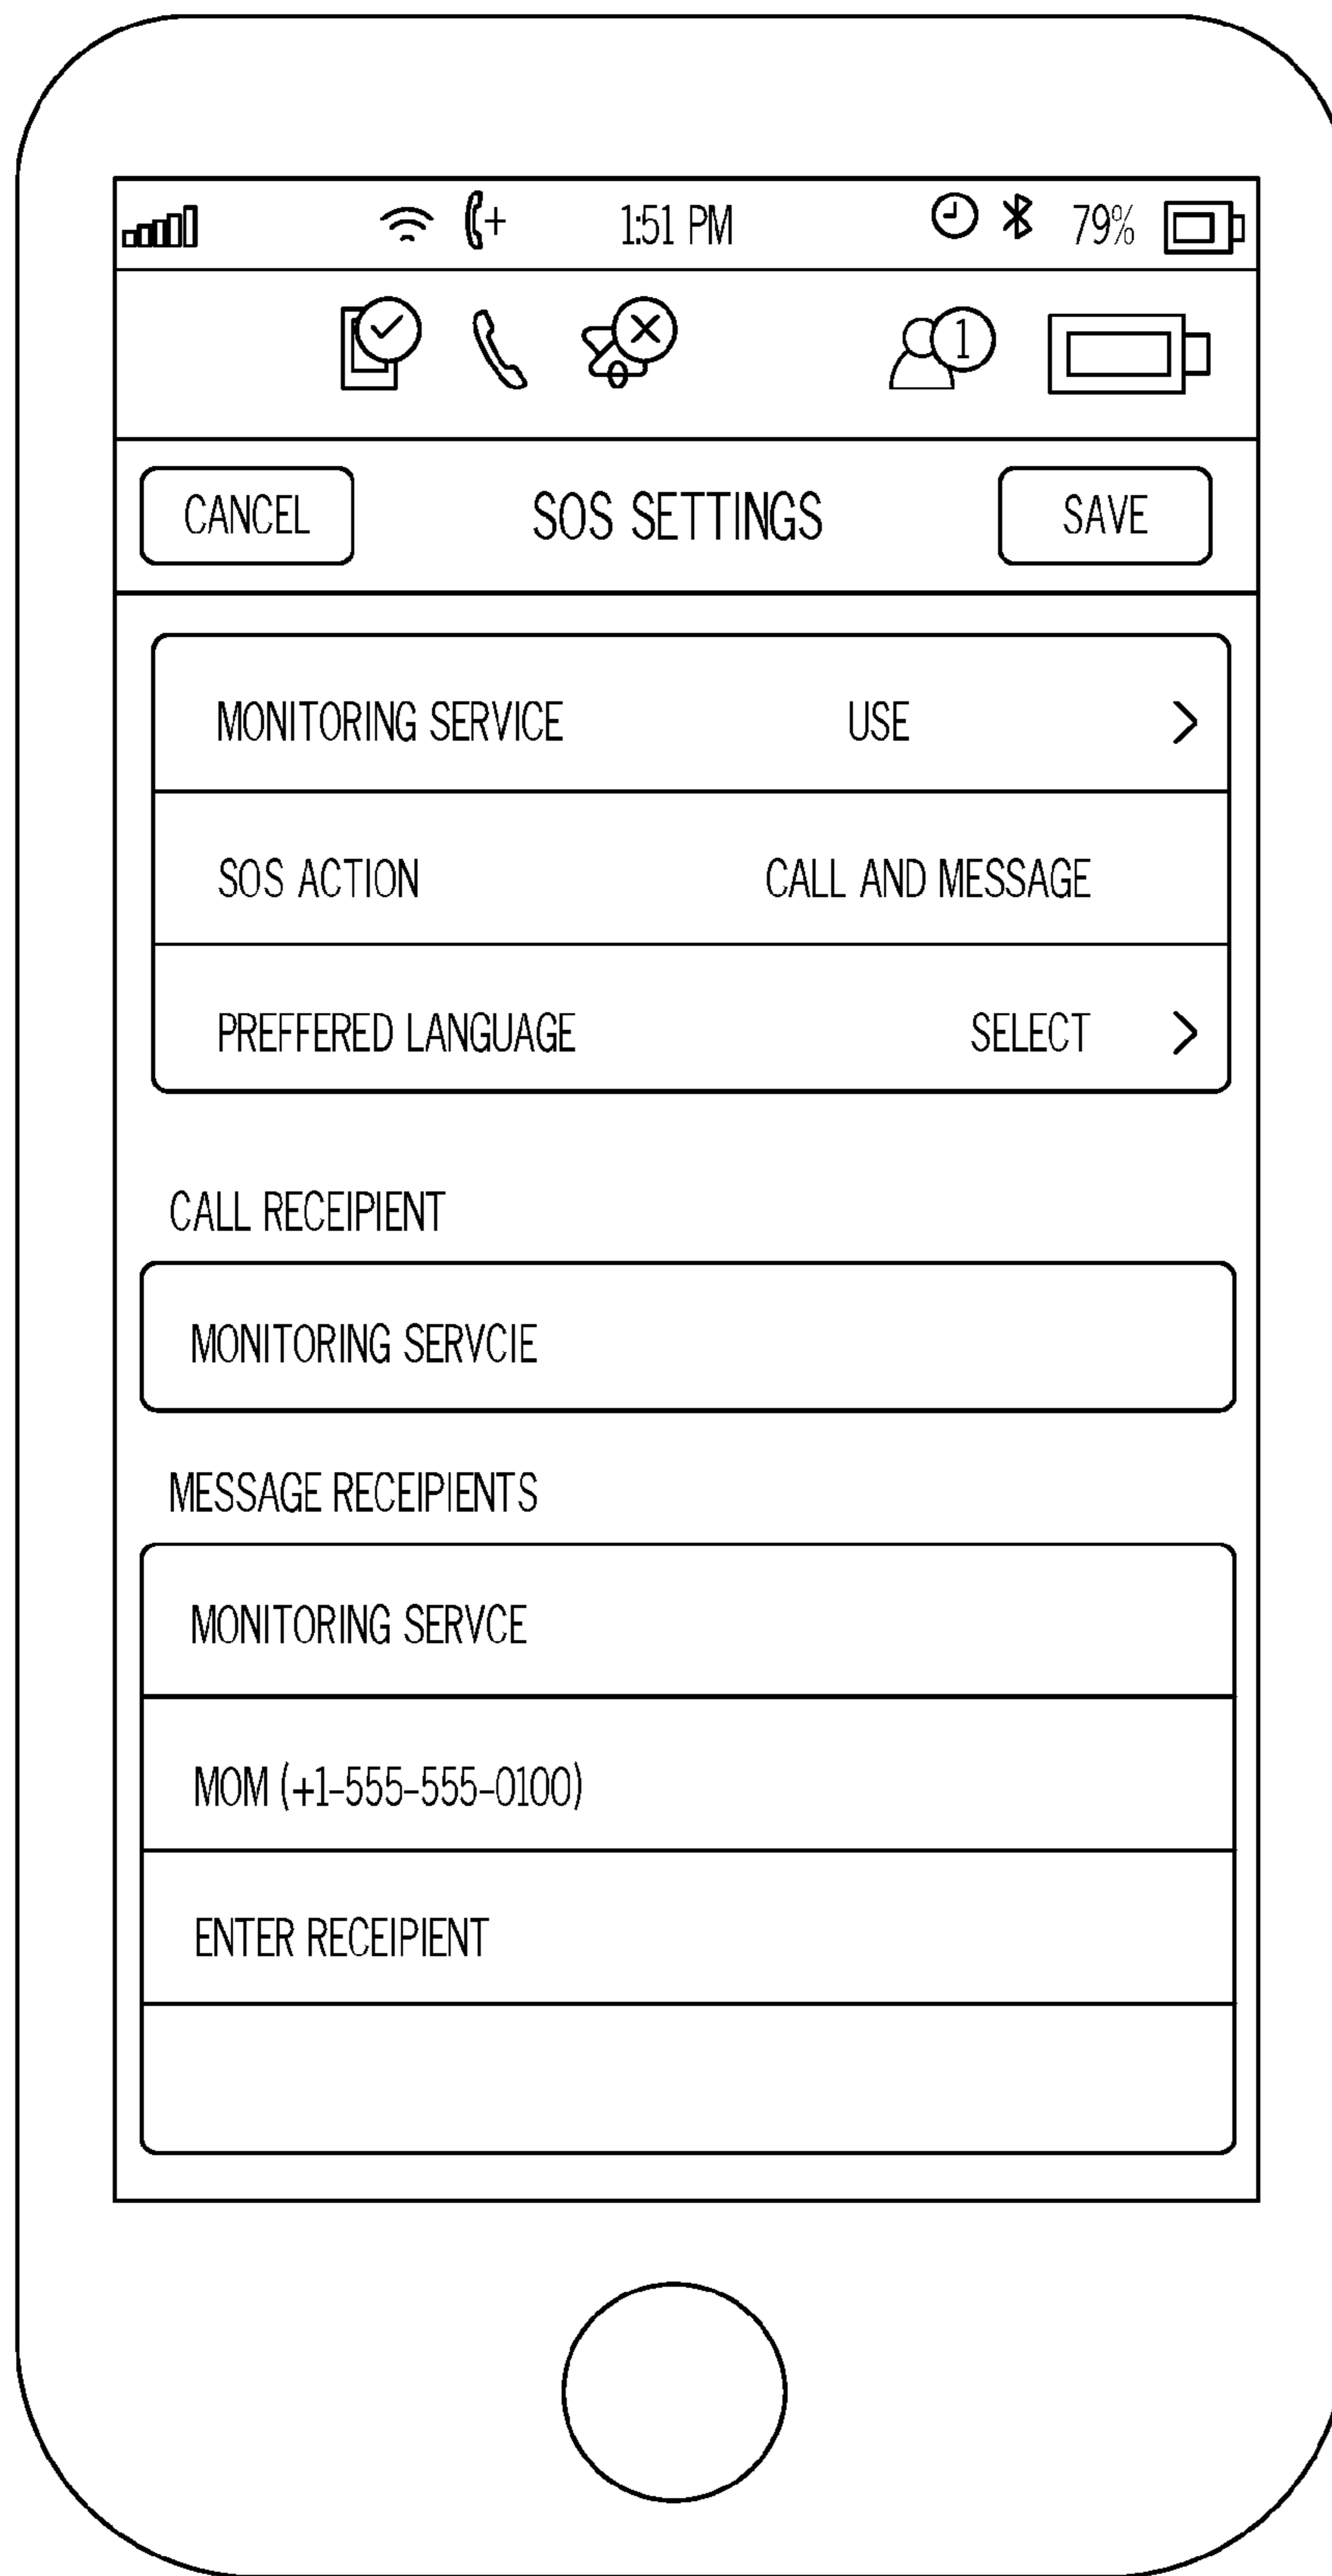 1:51 PM 79%
1
CANCEL SOS SETTINGS SAVE
MONITORING SERVICE USE >
SOS ACTION CALL AND MESSAGE
PREFFERED LANGUAGE SELECT >
CALL RECEIPIENT
MONITORING SERVCIE
MESSAGE RECEIPIENTS
MONITORING SERVCE
MOM (+1-555-555-0100)
ENTER RECEIPIENT